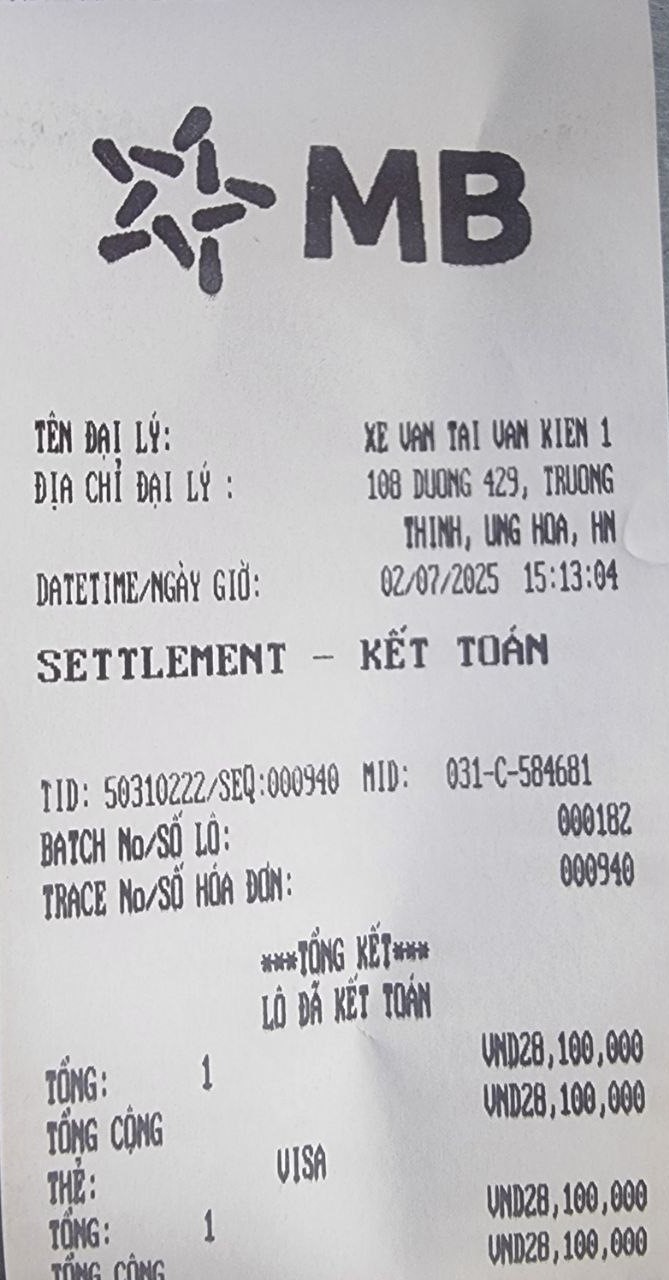 MB
TÊN ĐẠI LÝ: XE VAN TAI VAN KIEN 1
ĐỊA CHỈ ĐẠI LÝ : 108 DUONG 429, TRUONG
THINH, UNG HOA, HN
DATETIME/NGÀY GIỜ: 02/07/2025 15:13:04
SETTLEMENT - KẾT TOÁN
TID: 50310222/SEQ:000940 MID: 031-C-584681
BATCH No/SỐ LÔ: 000182
TRACE No/SỐ HÓA ĐƠN: 000940
***TỔNG KẾT***
LÔ ĐÃ KẾT TOÁN
TỔNG: 1 VND28,100,000
TỔNG CỘNG VND28,100,000
THẺ: VISA
TỔNG: 1 VND28,100,000
TỔNG CỘNG VND28,100,000